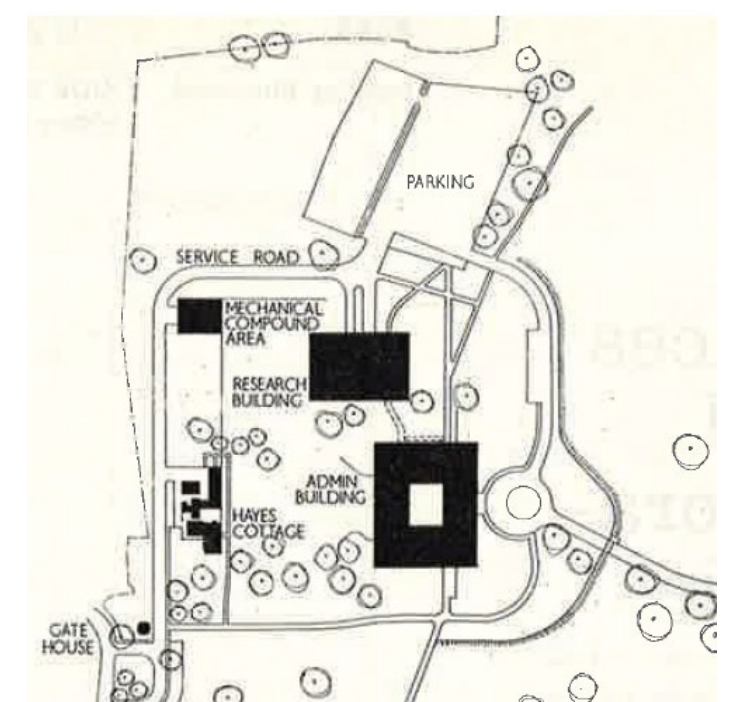 PARKING
SERVICE ROAD
MECHANICAL
COMPOUND
AREA
RESEARCH
BUILDING
ADMIN
BUILDING
HAYES
COTTAGE
GATE
HOUSE